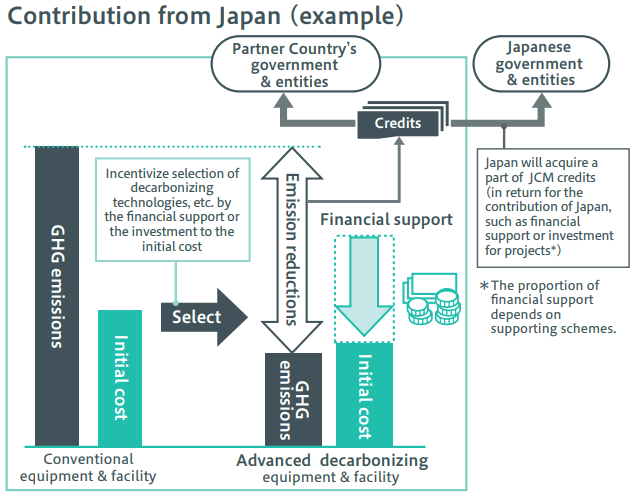 Contribution from Japan (example)
Partner Country's
government
& entities
Japanese
government
& entities
Credits
Incentivize selection of
decarbonizing
technologies, etc. by
the financial support or
the investment to the
initial cost
Japan will acquire a
part of JCM credits
(in return for the
contribution of Japan,
such as financial
support or investment
for projects*)
*The proportion of
financial support
depends on
supporting schemes.
GHG emissions
Initial cost
Select
Emission reductions
Financial support
GHG
emissions
Initial cost
Conventional
equipment & facility
Advanced decarbonizing
equipment & facility